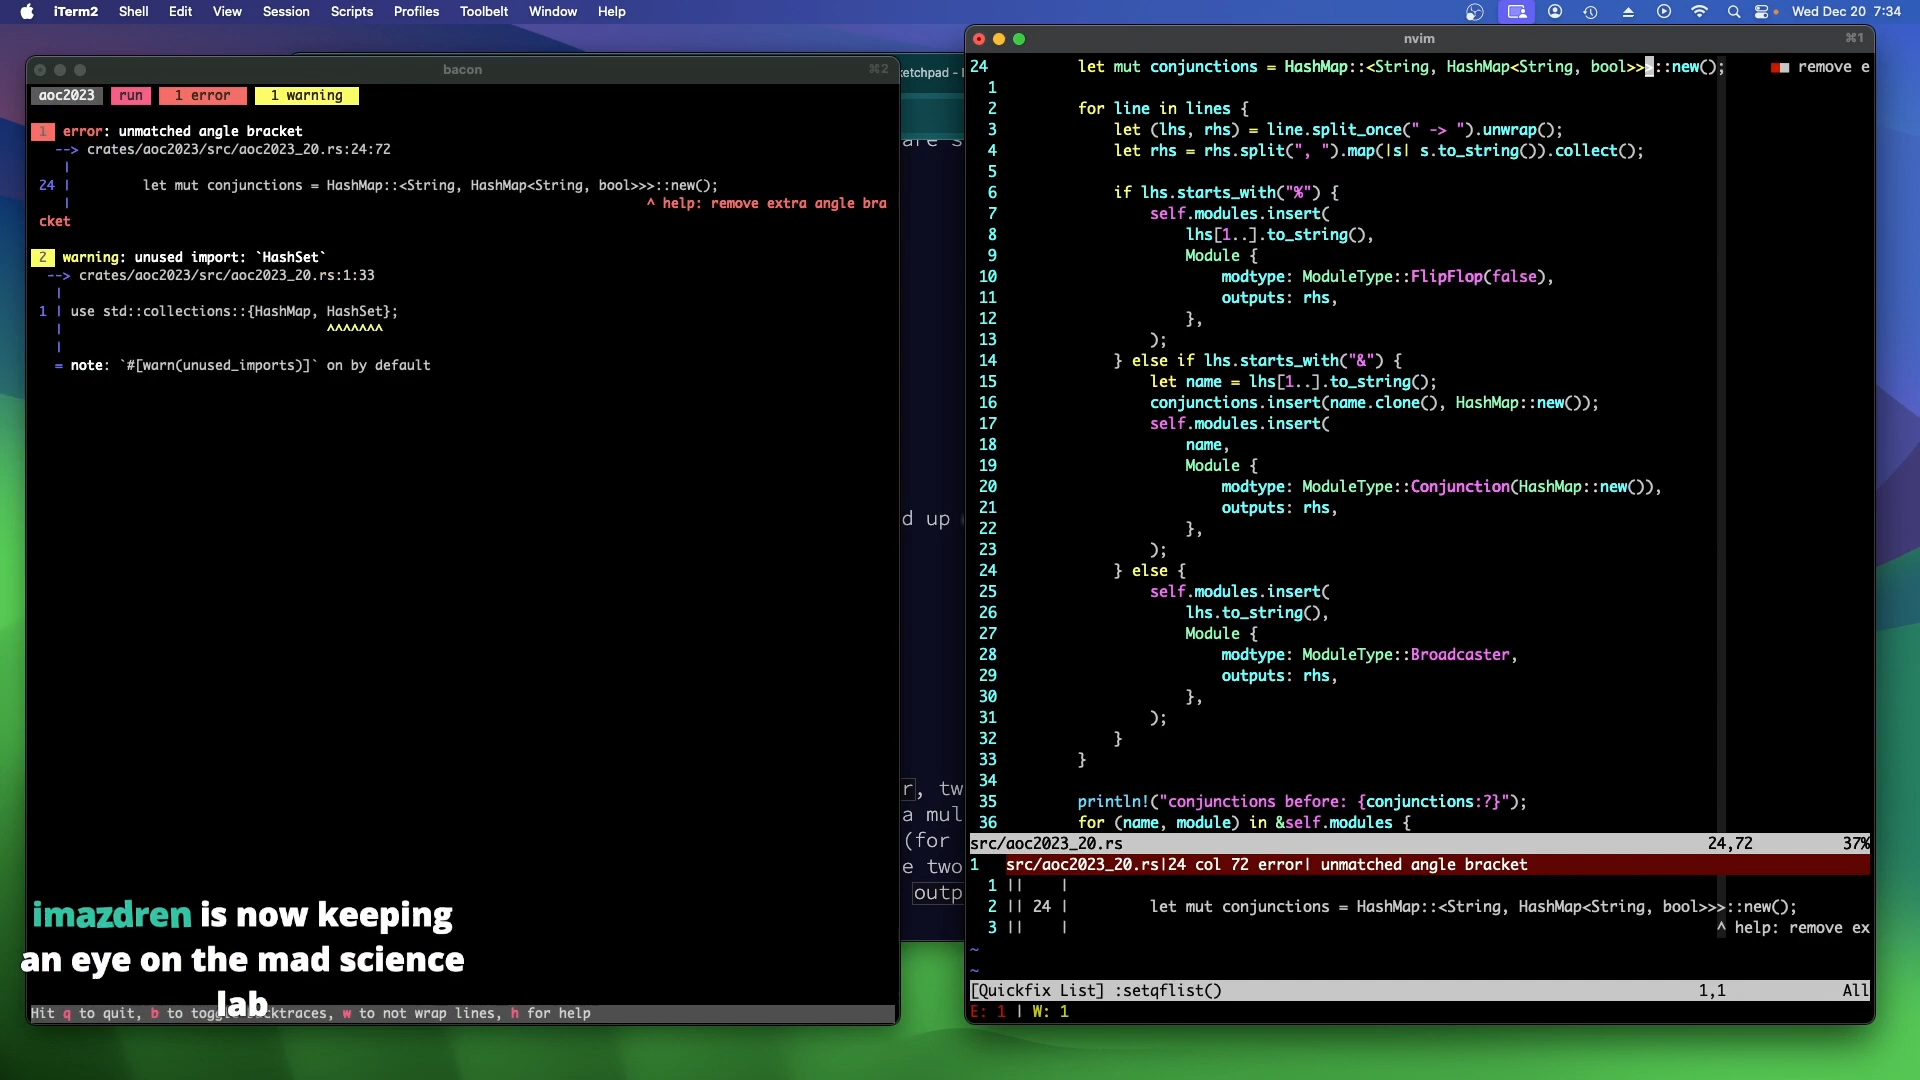 iTerm2 Shell Edit View Session Scripts Profiles Toolbelt Window Help Wed Dec 20 7:34
bacon ⌘2
aoc2023 run 1 error 1 warning
1 error: unmatched angle bracket
--> crates/aoc2023/src/aoc2023_20.rs:24:72
|
24 | let mut conjunctions = HashMap::<String, HashMap<String, bool>>>::new();
| ^ help: remove extra angle bra
cket
2 warning: unused import: `HashSet`
--> crates/aoc2023/src/aoc2023_20.rs:1:33
|
1 | use std::collections::{HashMap, HashSet};
| ^^^^^^^
|
= note: `#[warn(unused_imports)]` on by default
imazdren is now keeping
an eye on the mad science
lab
Hit q to quit, b to toggle backtraces, w to not wrap lines, h for help
etchpad -
are s
d up
r, tw
a mul
(for
e two
outp
nvim ⌘1
24 let mut conjunctions = HashMap::<String, HashMap<String, bool>>>::new(); remove e
1
2 for line in lines {
3 let (lhs, rhs) = line.split_once(" -> ").unwrap();
4 let rhs = rhs.split(", ").map(|s| s.to_string()).collect();
5
6 if lhs.starts_with("%") {
7 self.modules.insert(
8 lhs[1..].to_string(),
9 Module {
10 modtype: ModuleType::FlipFlop(false),
11 outputs: rhs,
12 },
13 );
14 } else if lhs.starts_with("&") {
15 let name = lhs[1..].to_string();
16 conjunctions.insert(name.clone(), HashMap::new());
17 self.modules.insert(
18 name,
19 Module {
20 modtype: ModuleType::Conjunction(HashMap::new()),
21 outputs: rhs,
22 },
23 );
24 } else {
25 self.modules.insert(
26 lhs.to_string(),
27 Module {
28 modtype: ModuleType::Broadcaster,
29 outputs: rhs,
30 },
31 );
32 }
33 }
34
35 println!("conjunctions before: {conjunctions:?}");
36 for (name, module) in &self.modules {
src/aoc2023_20.rs 24,72 37%
1 src/aoc2023_20.rs|24 col 72 error| unmatched angle bracket
1 || |
2 || 24 | let mut conjunctions = HashMap::<String, HashMap<String, bool>>>::new();
3 || | ^ help: remove ex
~
~
[Quickfix List] :setqflist() 1,1 All
E: 1 | W: 1